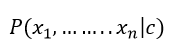 P(x₁, ……..xₙ|c)